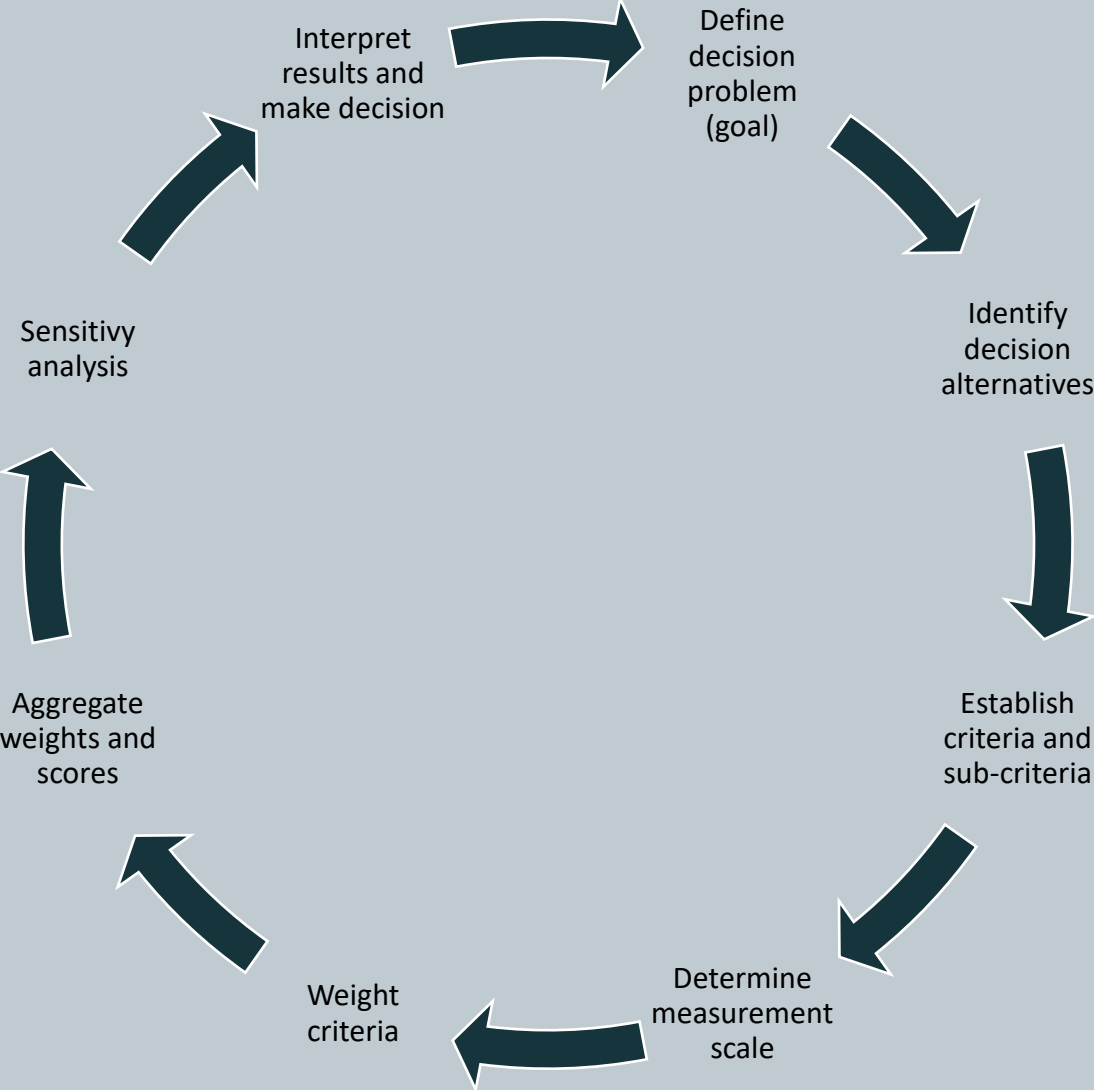 Define
decision
problem
(goal)
Identify
decision
alternatives
Establish
criteria and
sub-criteria
Determine
measurement
scale
Weight
criteria
Aggregate
weights and
scores
Sensitivy
analysis
Interpret
results and
make decision